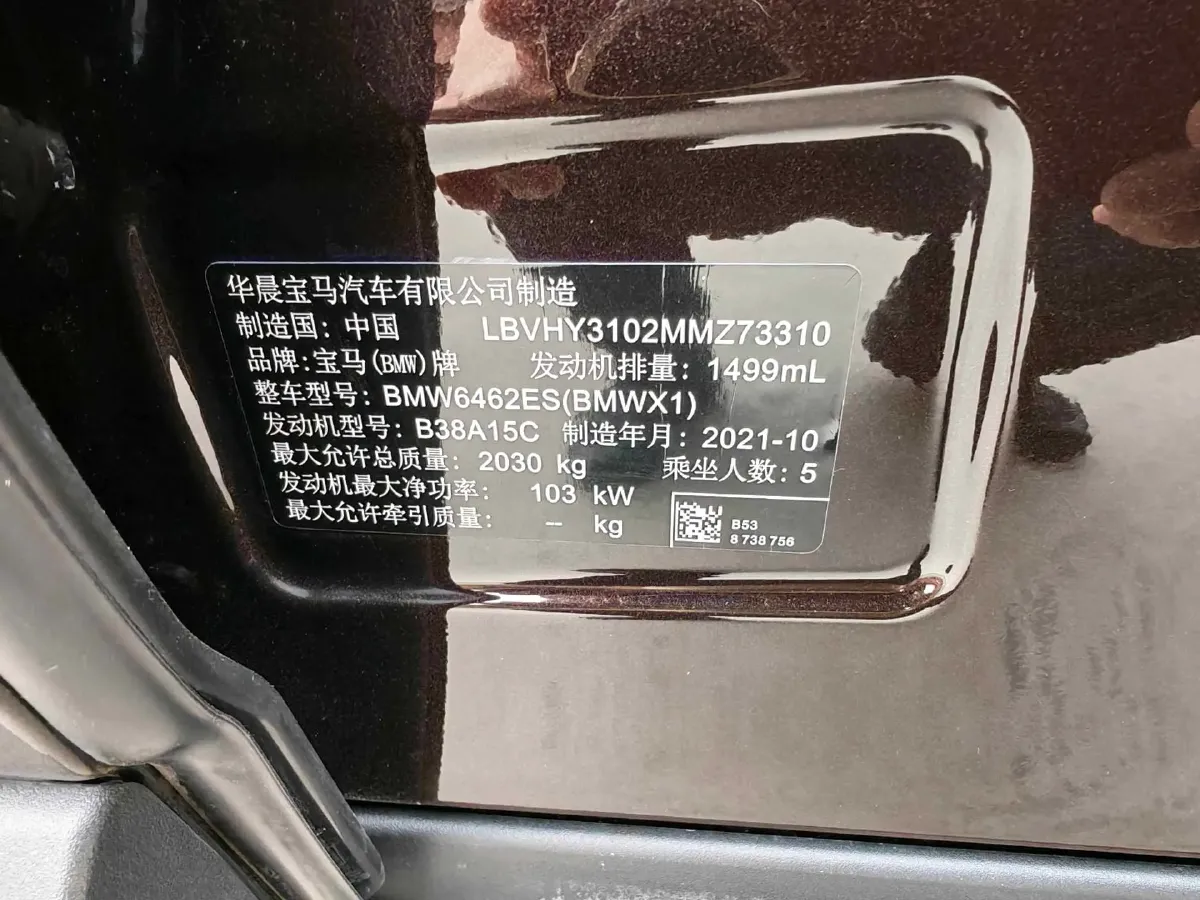 华晨宝马汽车有限公司制造
制造国：中国 LBVHY3102MMZ73310
品牌：宝马(BMW)牌 发动机排量：1499mL
整车型号：BMW6462ES(BMWX1)
发动机型号：B38A15C 制造年月：2021-10
最大允许总质量：2030 kg 乘坐人数：5
发动机最大净功率： 103 kW
最大允许牵引质量： -- kg
B53
8 738 756